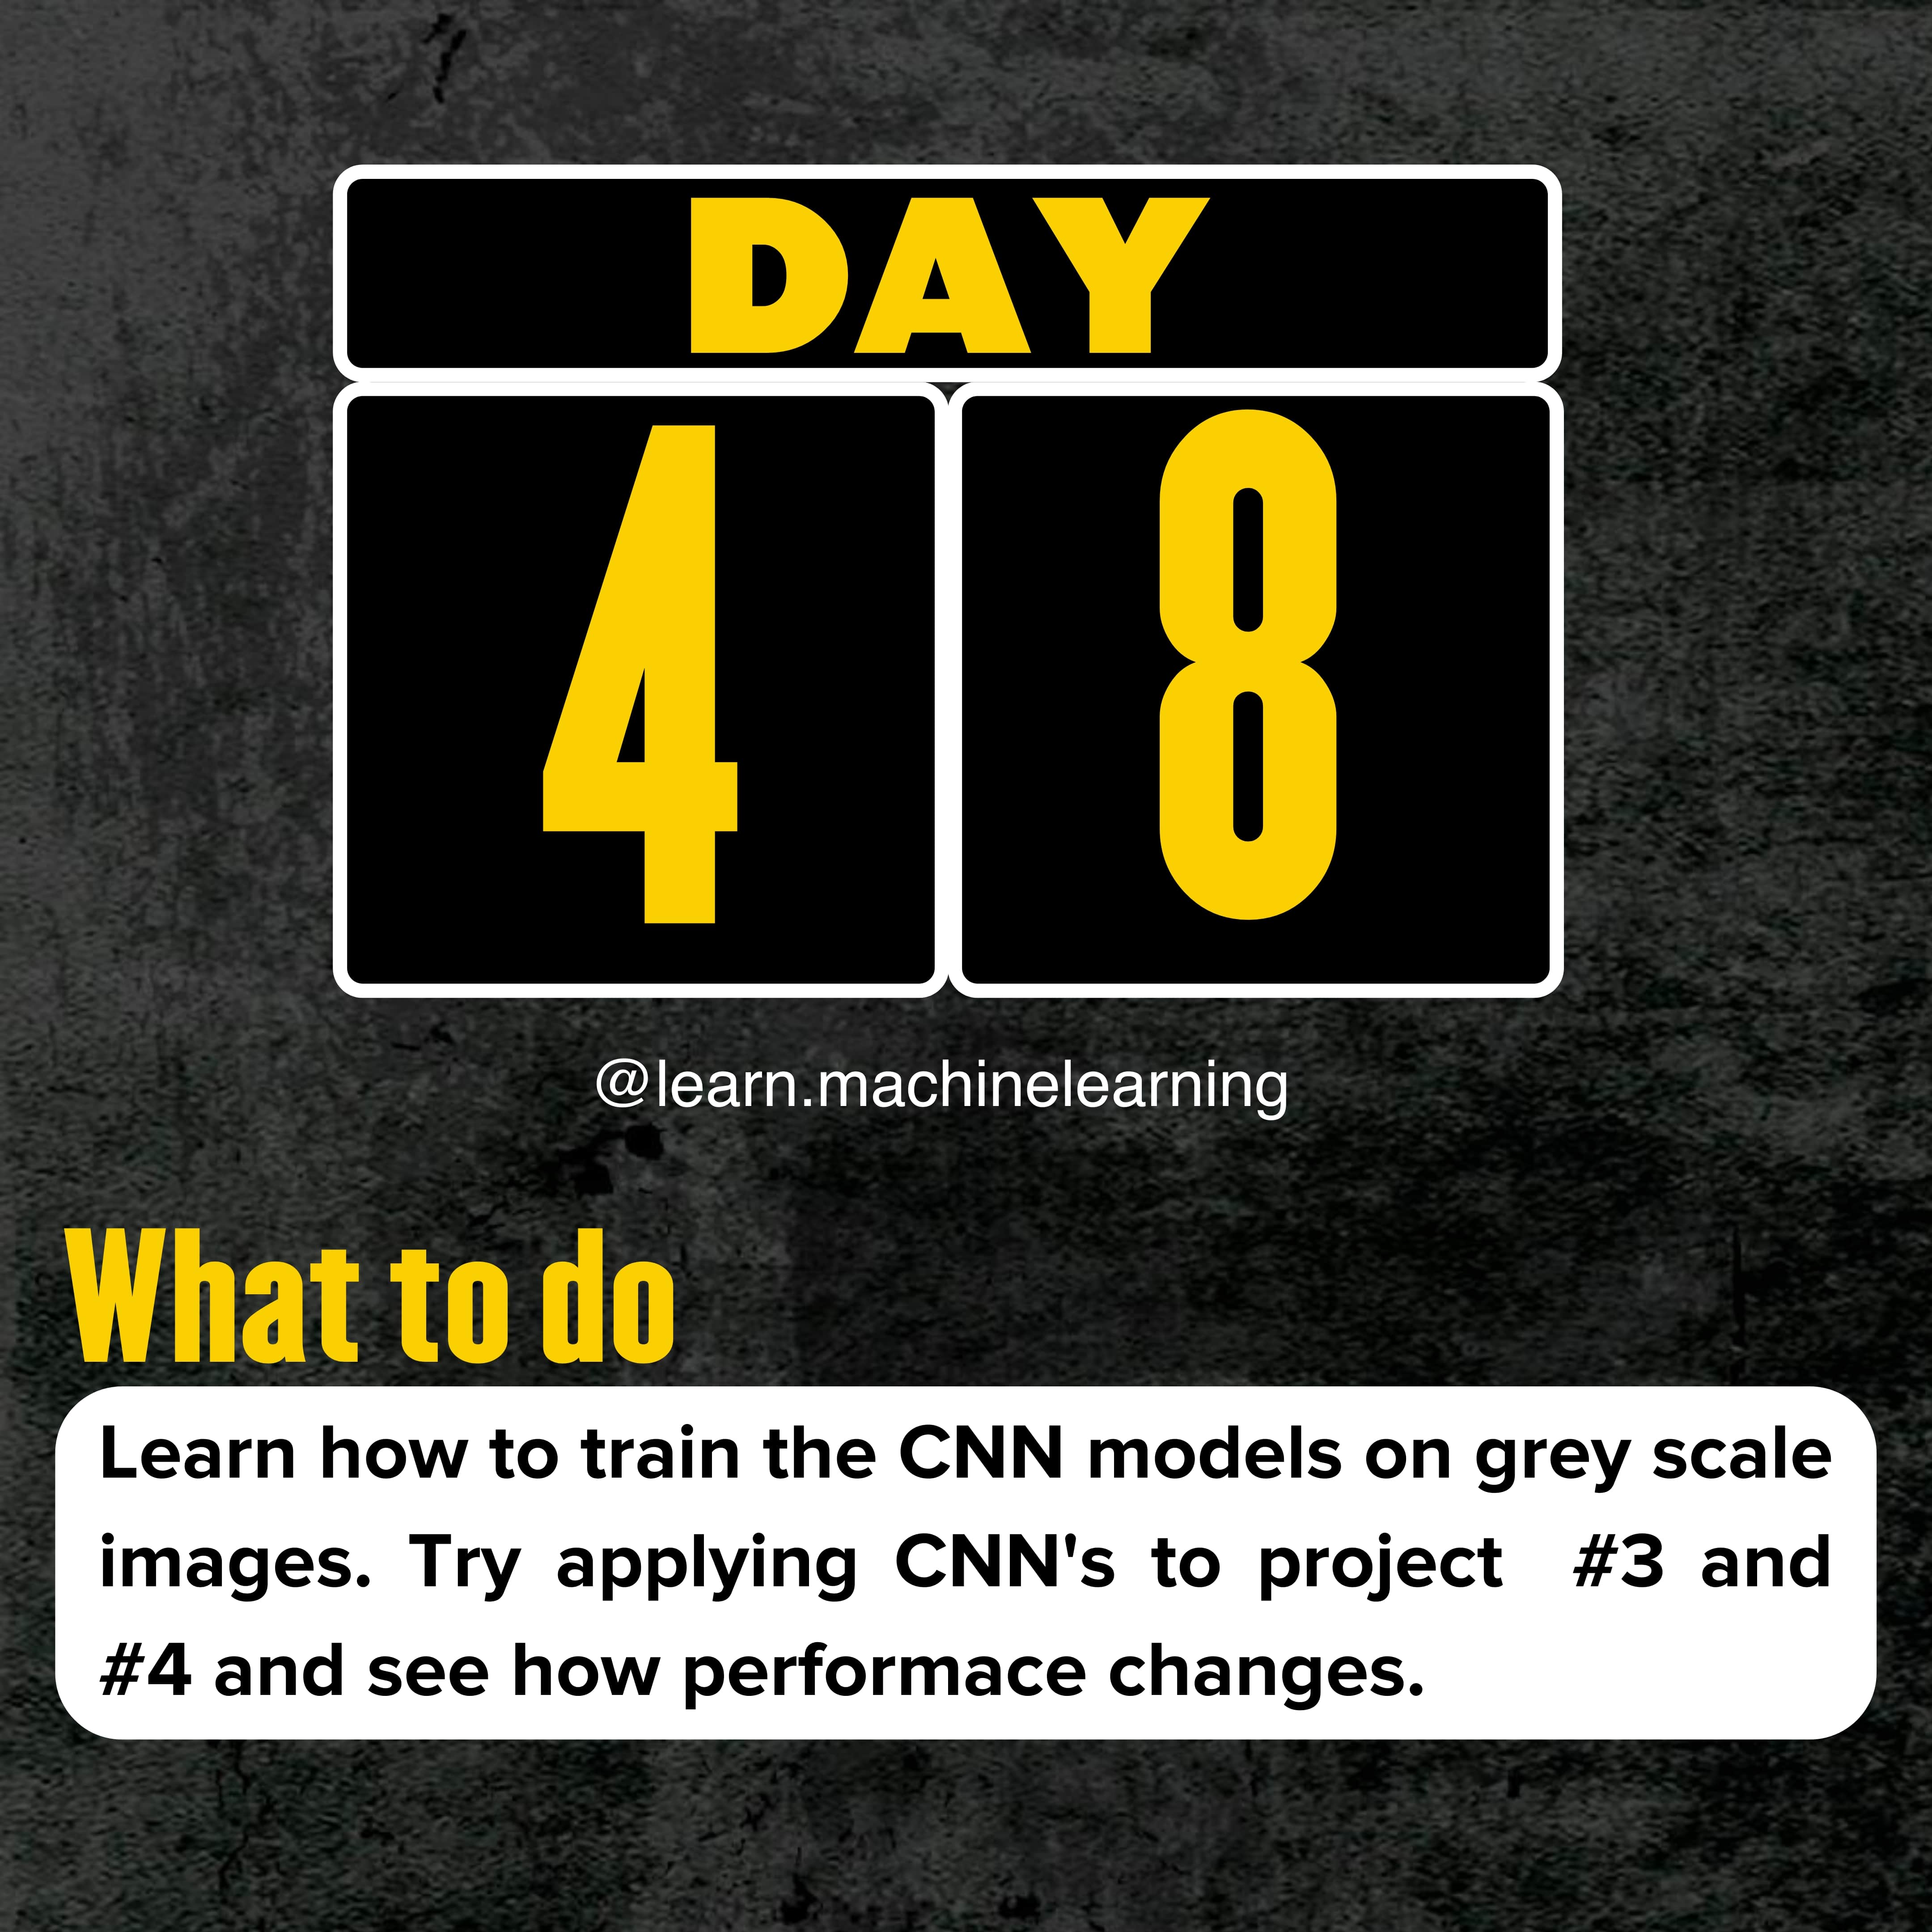 DAY
4 8
@learn.machinelearning
What to do
Learn how to train the CNN models on grey scale
images. Try applying CNN's to project #3 and
#4 and see how performace changes.